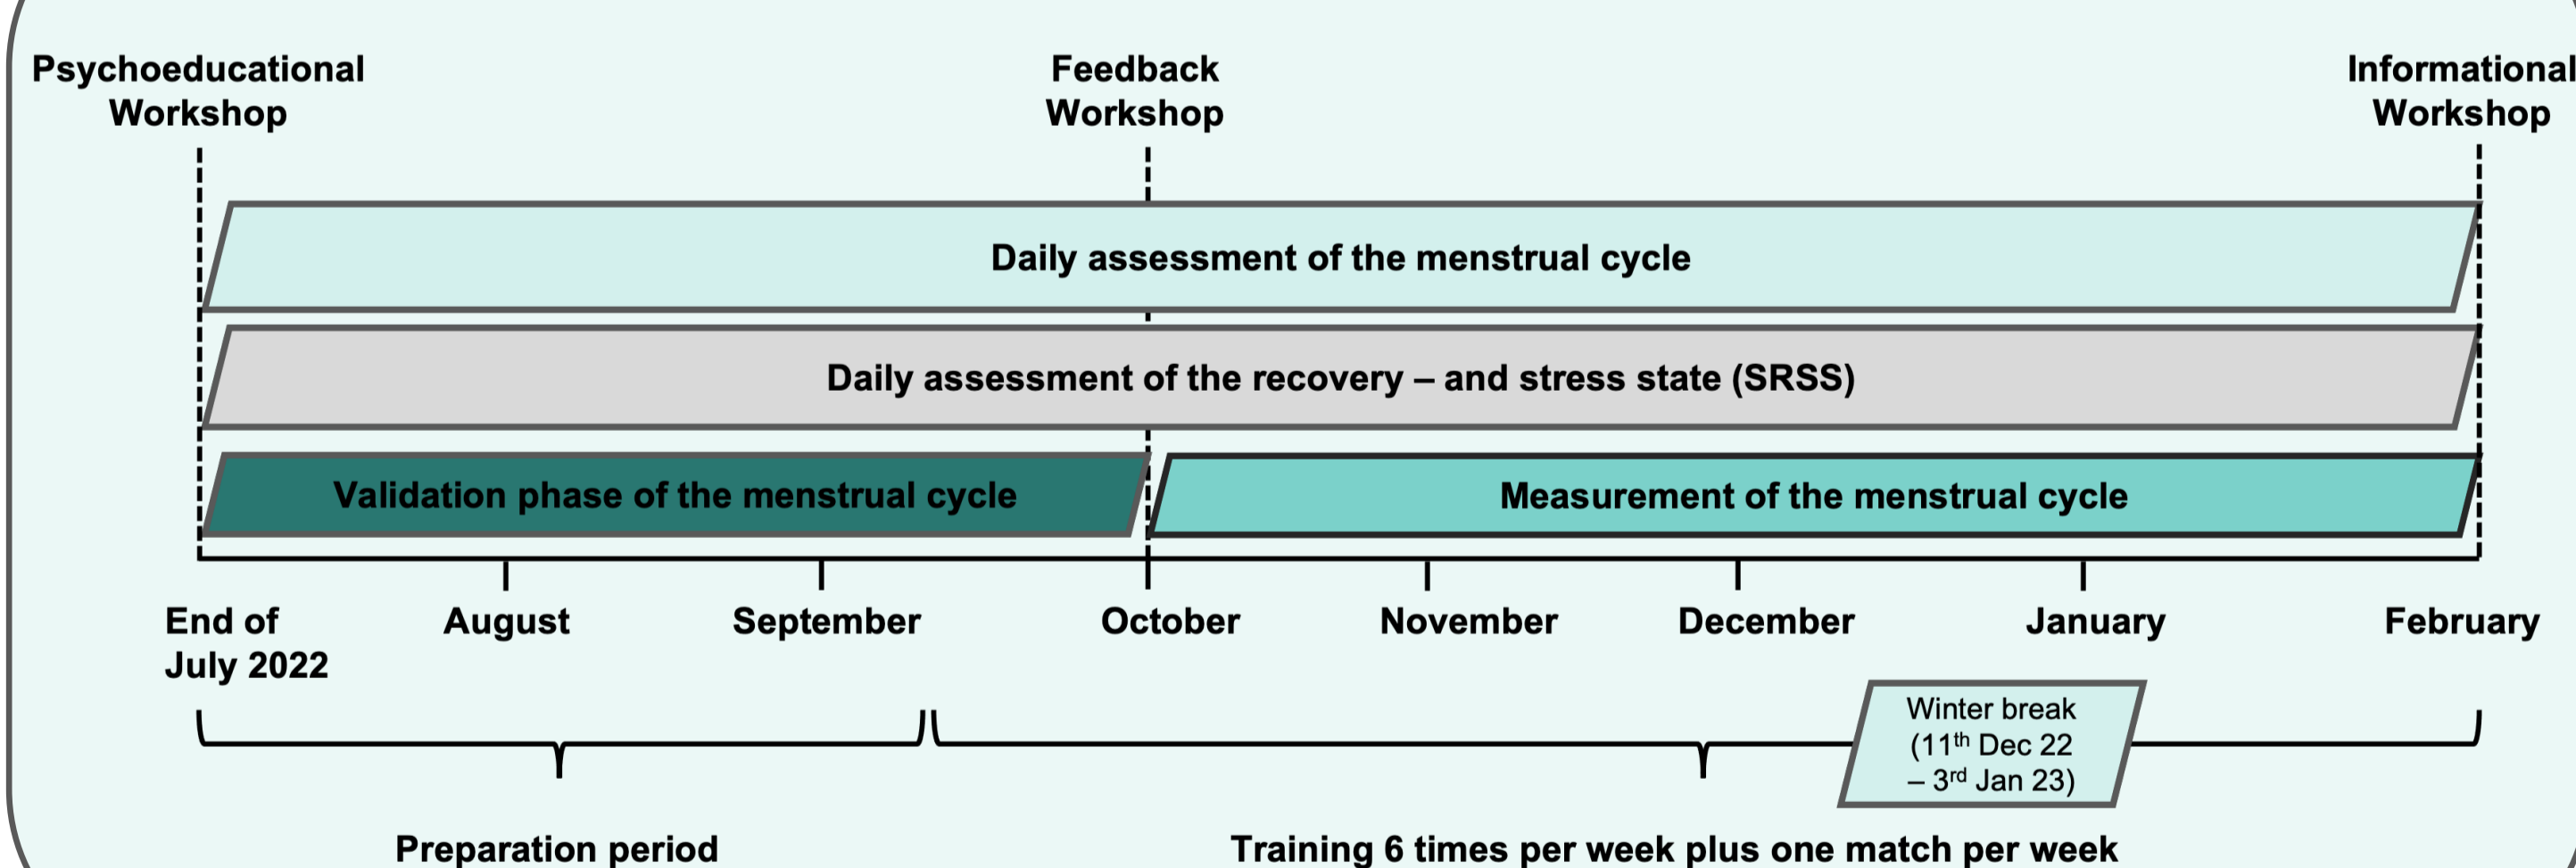 Psychoeducational
Workshop
Feedback
Workshop
Informational
Workshop
Daily assessment of the menstrual cycle
Daily assessment of the recovery – and stress state (SRSS)
Validation phase of the menstrual cycle
Measurement of the menstrual cycle
End of
July 2022
August
September
October
November
December
January
February
Winter break
(11th Dec 22
– 3rd Jan 23)
Preparation period
Training 6 times per week plus one match per week